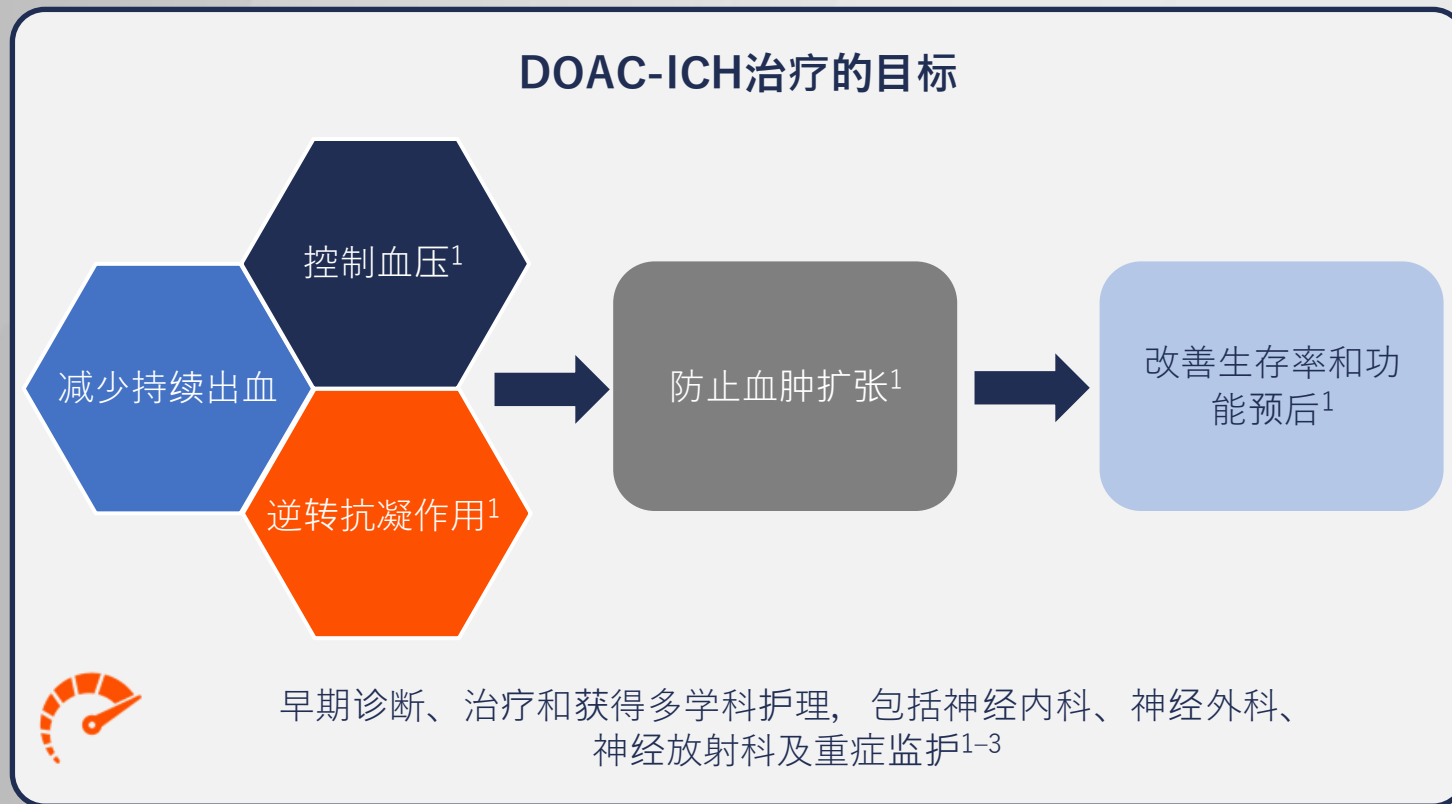 DOAC-ICH治疗的目标
控制血压1
减少持续出血
逆转抗凝作用1
防止血肿扩张1
改善生存率和功
能预后1
早期诊断、治疗和获得多学科护理, 包括神经内科、神经外科、
神经放射科及重症监护1–3